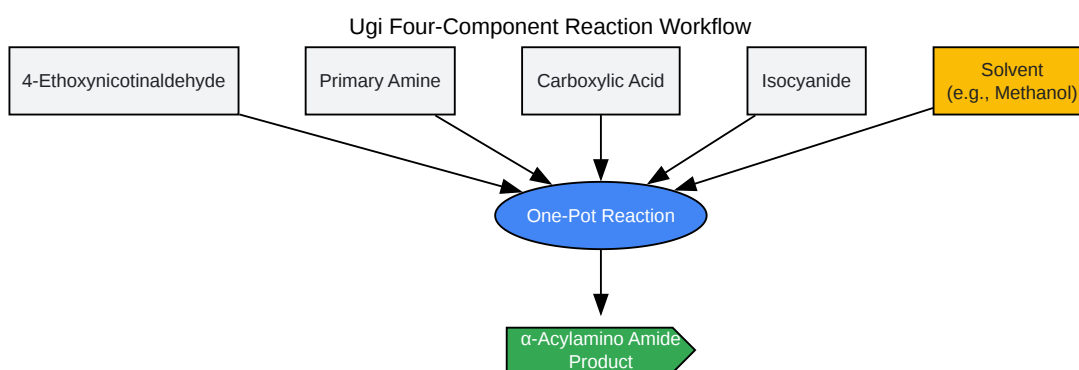 Ugi Four-Component Reaction Workflow
4-Ethoxynicotinaldehyde
Primary Amine
Carboxylic Acid
Isocyanide
Solvent
(e.g., Methanol)
One-Pot Reaction
α-Acylamino Amide
Product